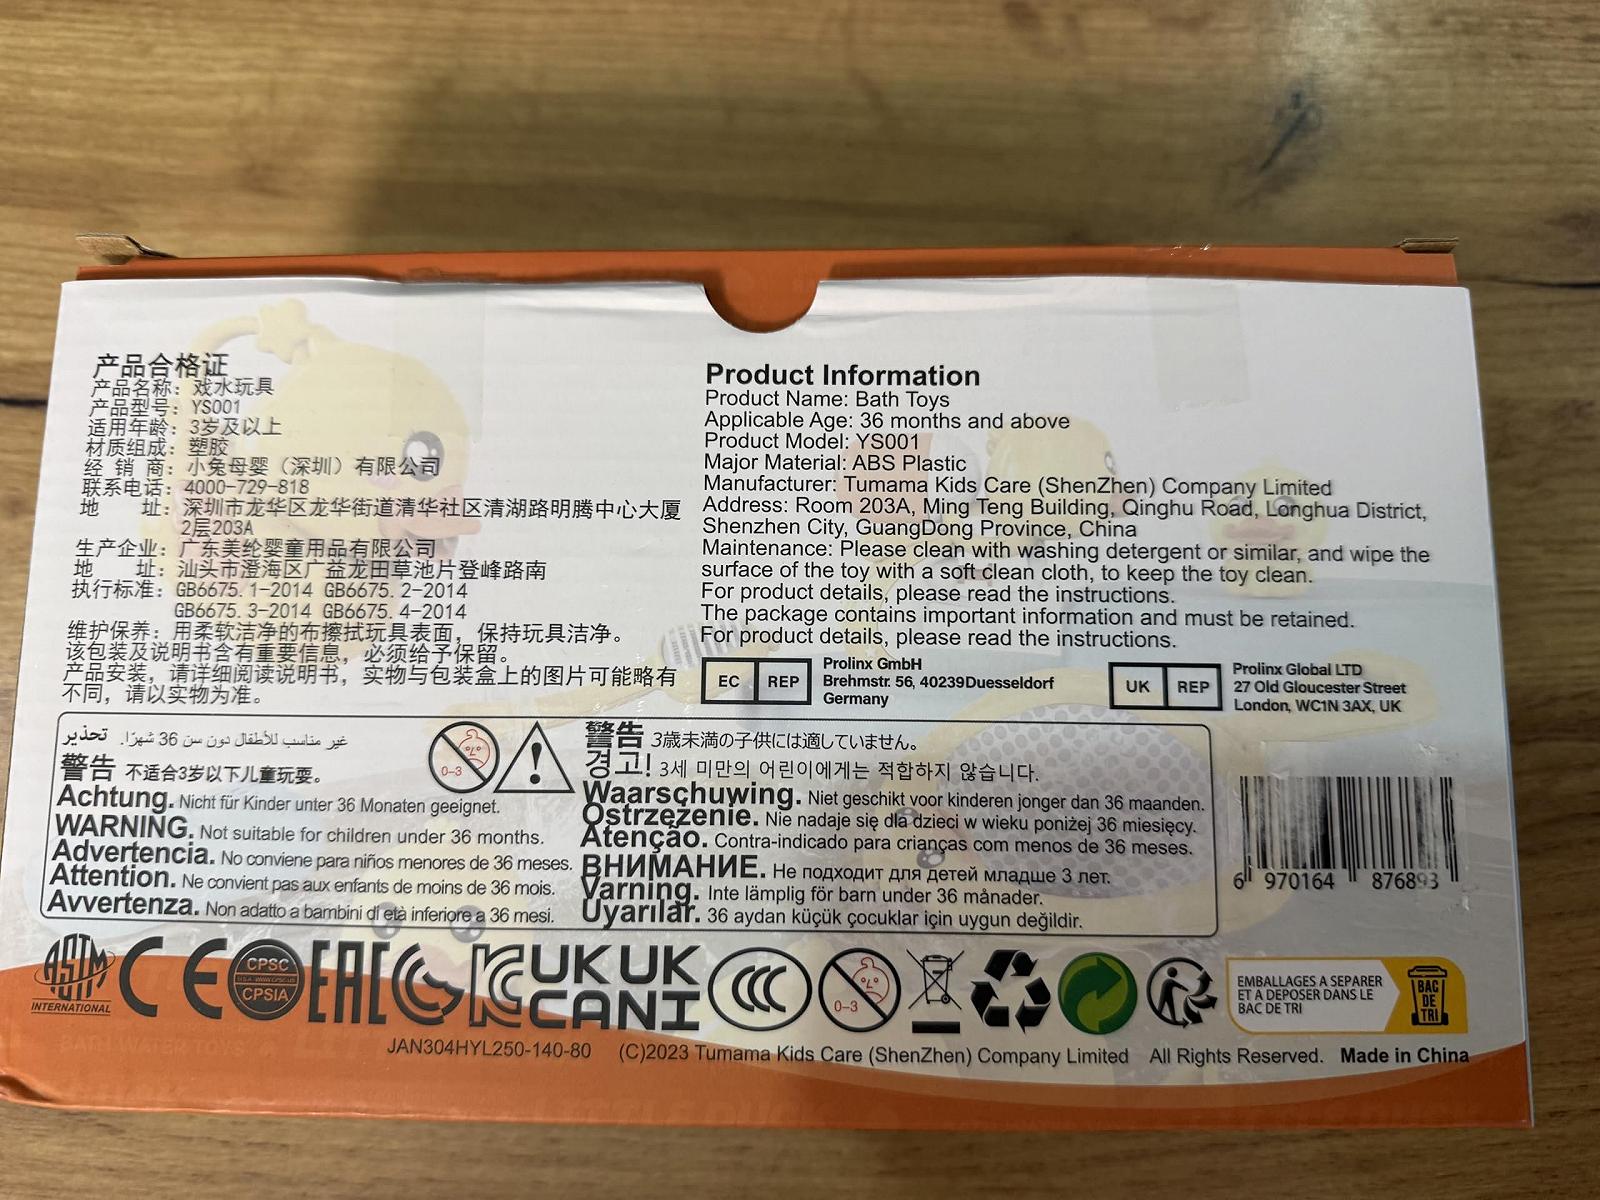 产品合格证
产品名称：戏水玩具
产品型号：YS001
适用年龄：3岁及以上
材质组成：塑胶
经 销 商：小兔母婴（深圳）有限公司
联系电话：4000-729-818
地 址：深圳市龙华区龙华街道清华社区清湖路明腾中心大厦
2层203A
生产企业：广东美纶婴童用品有限公司
地 址：汕头市澄海区广益龙田草池片登峰路南
执行标准：GB6675.1-2014 GB6675.2-2014
GB6675.3-2014 GB6675.4-2014
维护保养：用柔软洁净的布擦拭玩具表面，保持玩具洁净。
该包装及说明书含有重要信息，必须给予保留。
产品安装，请详细阅读说明书，实物与包装盒上的图片可能略有
不同，请以实物为准。
Product Information
Product Name: Bath Toys
Applicable Age: 36 months and above
Product Model: YS001
Major Material: ABS Plastic
Manufacturer: Tumama Kids Care (ShenZhen) Company Limited
Address: Room 203A, Ming Teng Building, Qinghu Road, Longhua District,
Shenzhen City, GuangDong Province, China
Maintenance: Please clean with washing detergent or similar, and wipe the
surface of the toy with a soft clean cloth, to keep the toy clean.
For product details, please read the instructions.
The package contains important information and must be retained.
For product details, please read the instructions.
EC REP
Prolinx GmbH
Brehmstr. 56, 40239Duesseldorf
Germany
UK REP
Prolinx Global LTD
27 Old Gloucester Street
London, WC1N 3AX, UK
تحذير غير مناسب للأطفال دون سن 36 شهرًا.
警告 不适合3岁以下儿童玩耍。
Achtung. Nicht für Kinder unter 36 Monaten geeignet.
WARNING. Not suitable for children under 36 months.
Advertencia. No conviene para niños menores de 36 meses.
Attention. Ne convient pas aux enfants de moins de 36 mois.
Avvertenza. Non adatto a bambini di età inferiore a 36 mesi.
0-3
警告 3歳未満の子供には適していません。
경고! 3세 미만의 어린이에게는 적합하지 않습니다.
Waarschuwing. Niet geschikt voor kinderen jonger dan 36 maanden.
Ostrzeżenie. Nie nadaje się dla dzieci w wieku poniżej 36 miesięcy.
Atenção. Contra-indicado para crianças com menos de 36 meses.
ВНИМАНИЕ. Не подходит для детей младше 3 лет.
Varning. Inte lämplig för barn under 36 månader.
Uyarılar. 36 aydan küçük çocuklar için uygun değildir.
6 970164 876893
ASTM
INTERNATIONAL
CE
CPSC
CPSIA
EAC
UK
CA
UK
NI
CCC
0-3
EMBALLAGES A SEPARER
ET A DEPOSER DANS LE
BAC DE TRI
BAC
DE
TRI
JAN304HYL250-140-80 (C)2023 Tumama Kids Care (ShenZhen) Company Limited All Rights Reserved. Made in China